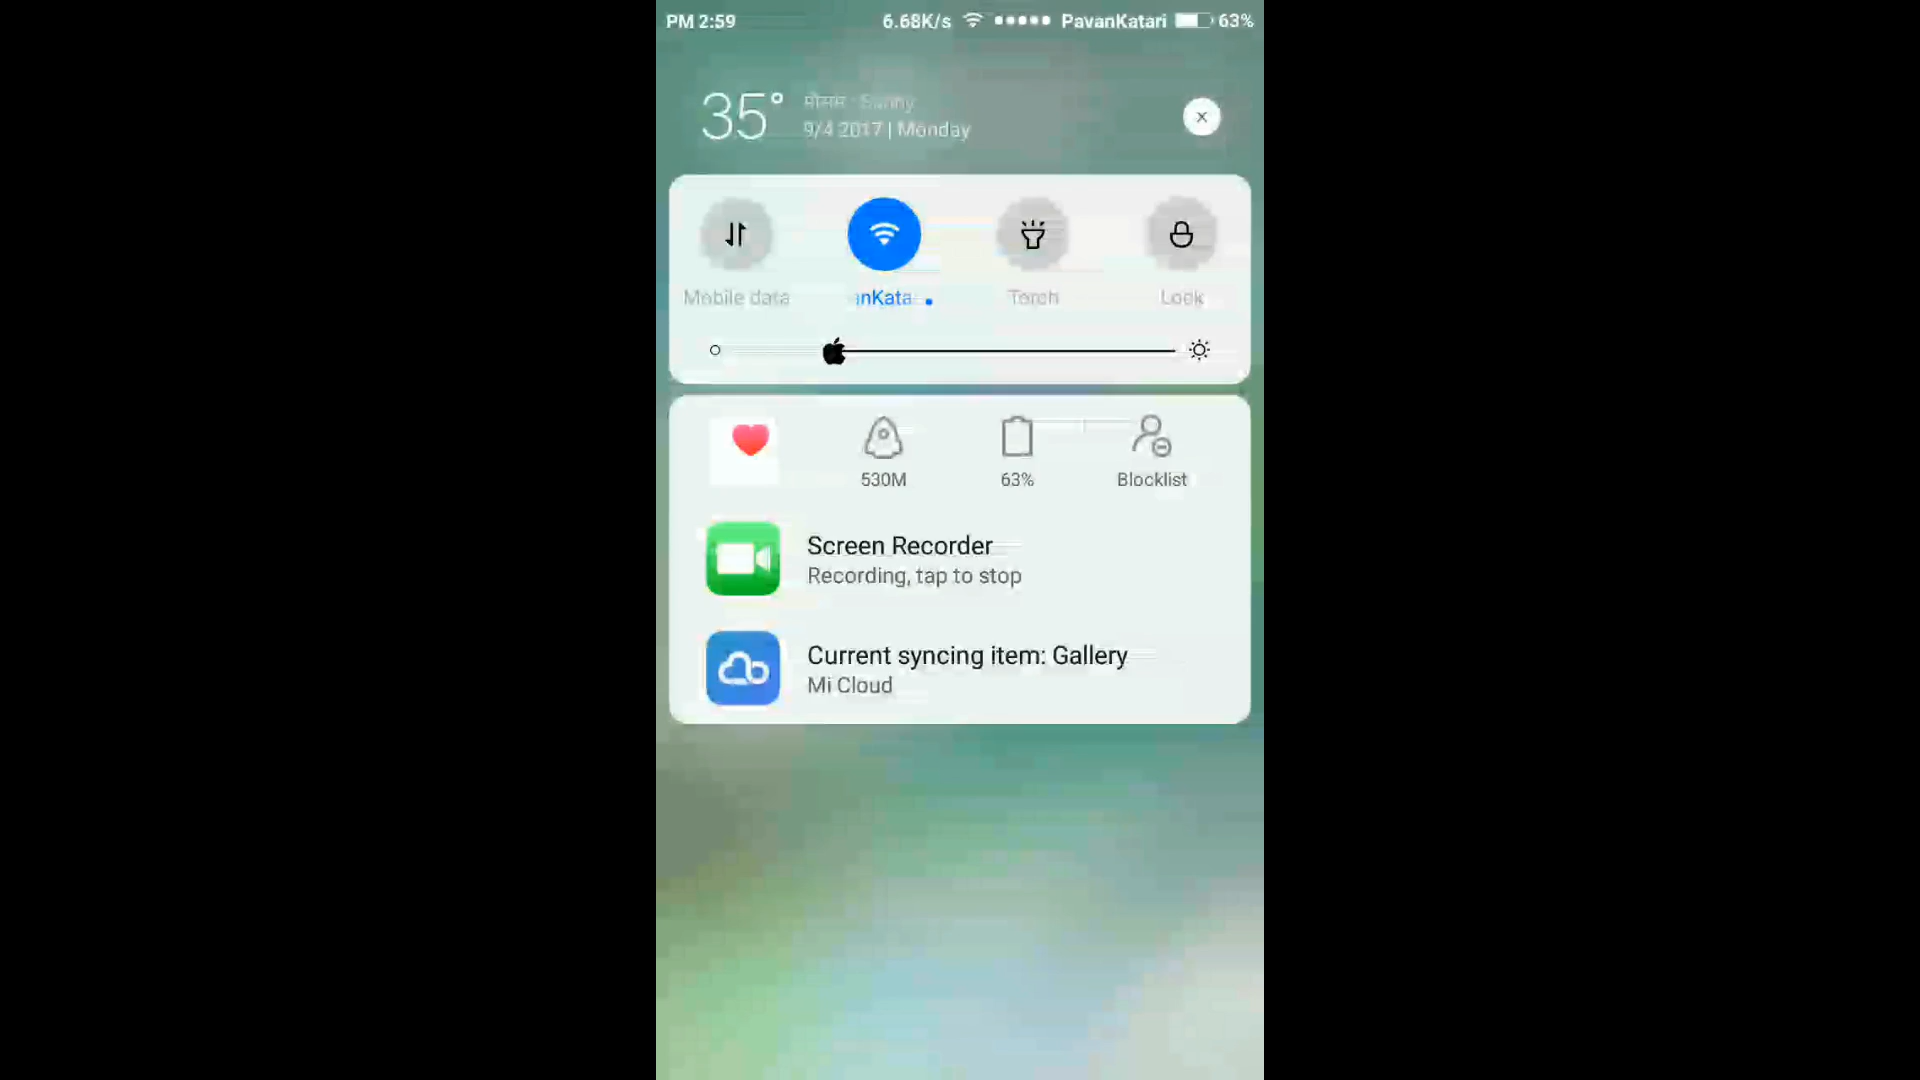 PM 2:59 6.68K/s PavanKatari 63%
35° मौसम : Sunny
9/4 2017 | Monday
Mobile data anKata Torch Lock
530M 63% Blocklist
Screen Recorder
Recording, tap to stop
Current syncing item: Gallery
Mi Cloud